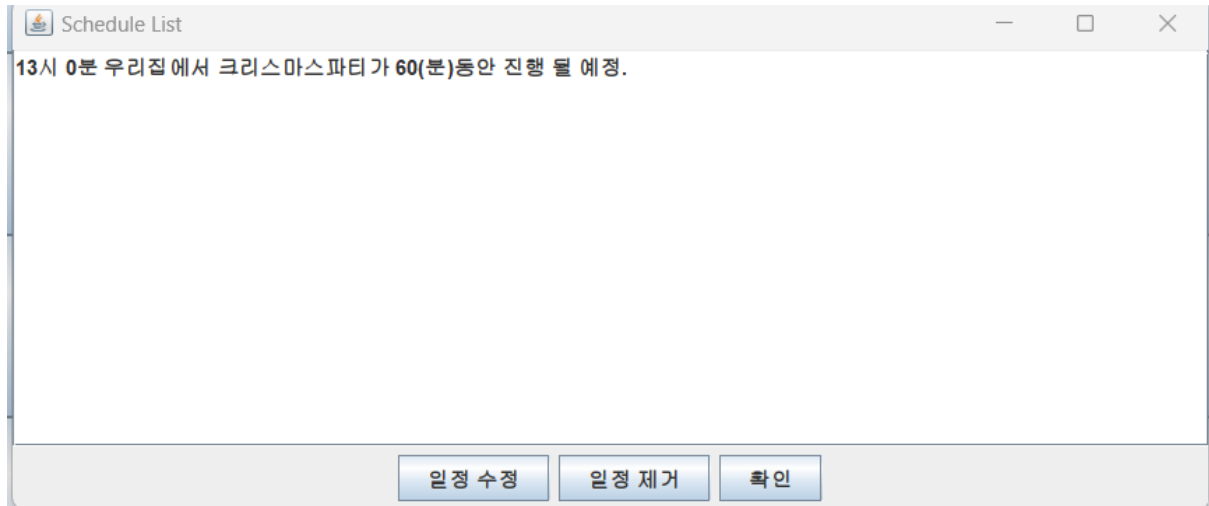 Schedule List
13시 0분 우리집에서 크리스마스파티가 60(분)동안 진행 될 예정.
일정 수정
일정 제거
확인